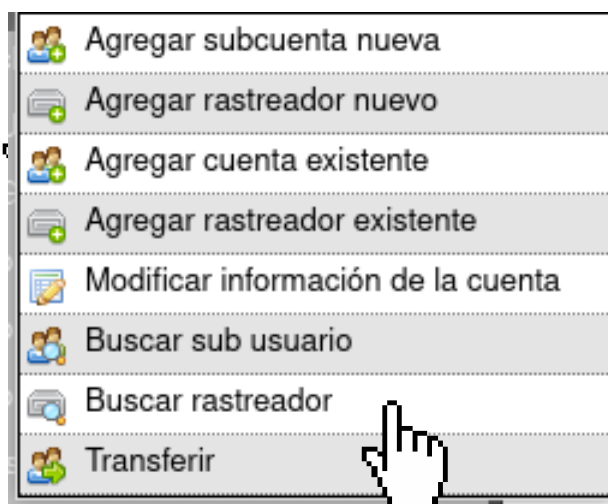 Agregar subcuenta nueva
Agregar rastreador nuevo
Agregar cuenta existente
Agregar rastreador existente
Modificar información de la cuenta
Buscar sub usuario
Buscar rastreador
Transferir